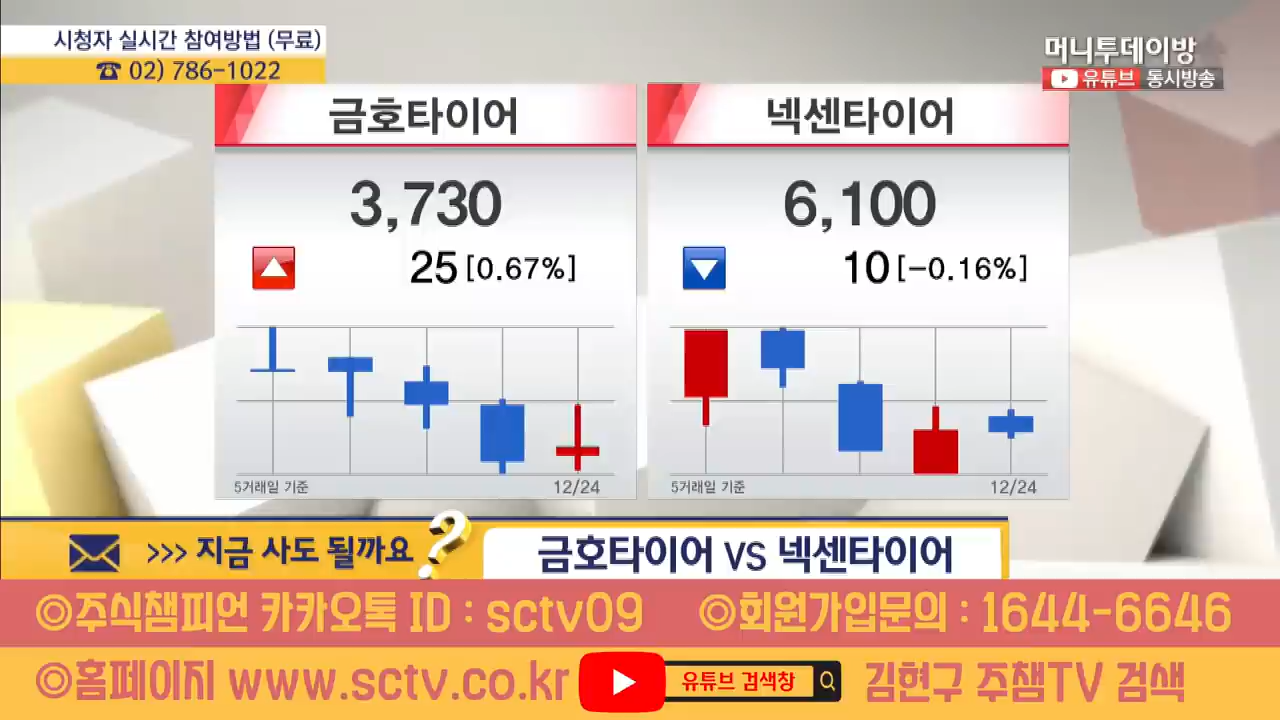 시청자 실시간 참여방법 (무료)
☎ 02) 786-1022
머니투데이방
유튜브 동시방송
금호타이어
3,730
25 [0.67%]
5거래일 기준 12/24
넥센타이어
6,100
10 [-0.16%]
5거래일 기준 12/24
>>> 지금 사도 될까요?
금호타이어 VS 넥센타이어
◎주식챔피언 카카오톡 ID : sctv09 ◎회원가입문의 : 1644-6646
◎홈페이지 www.sctv.co.kr 유튜브 검색창 김현구 주챔TV 검색